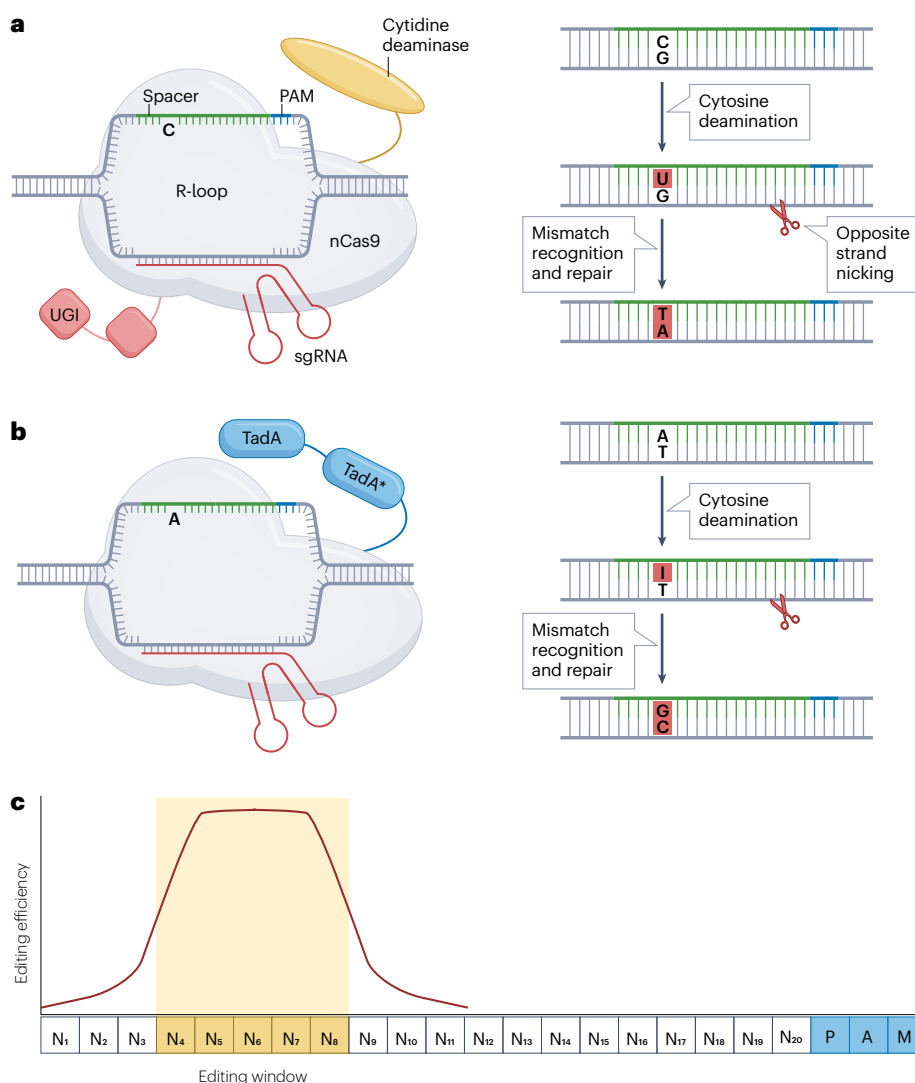 a
Cytidine
deaminase
Spacer
PAM
C
R-loop
nCas9
UGI
sgRNA
C
G
Cytosine
deamination
U
G
Mismatch
recognition
and repair
Opposite
strand
nicking
T
A
b
TadA
TadA*
A
A
T
Cytosine
deamination
I
T
Mismatch
recognition
and repair
G
C
c
Editing efficiency
N₁ N₂ N₃ N₄ N₅ N₆ N₇ N₈ N₉ N₁₀ N₁₁ N₁₂ N₁₃ N₁₄ N₁₅ N₁₆ N₁₇ N₁₈ N₁₉ N₂₀ P A M
Editing window